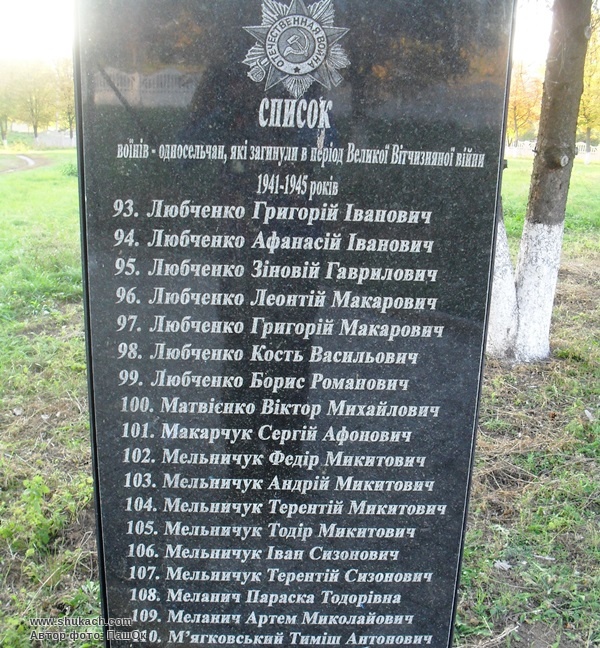 ОТЕЧЕСТВЕННАЯ ВОЙНА
СПИСОК
воїнів - односельчан, які загинули в період Великої Вітчизияної війни
1941-1945 років
93. Любченко Григорій Іванович
94. Любченко Афанасій Іванович
95. Любченко Зіновій Гаврилович
96. Любченко Леонтій Макарович
97. Любченко Григорій Макарович
98. Любченко Кость Васильович
99. Любченко Борис Романович
100. Матвієнко Віктор Михайлович
101. Макарчук Сергій Афонович
102. Мельничук Федір Микитович
103. Мельничук Андрій Микитович
104. Мельничук Терентій Микитович
105. Мельничук Тодір Микитович
106. Мельничук Іван Сизонович
107. Мельничук Терентій Сизонович
108. Меланич Параска Тодорівна
109. Меланич Артем Миколайович
110. М'ягковський Тиміш Антонович
www.shukach.com
Автор фото: ПашОк